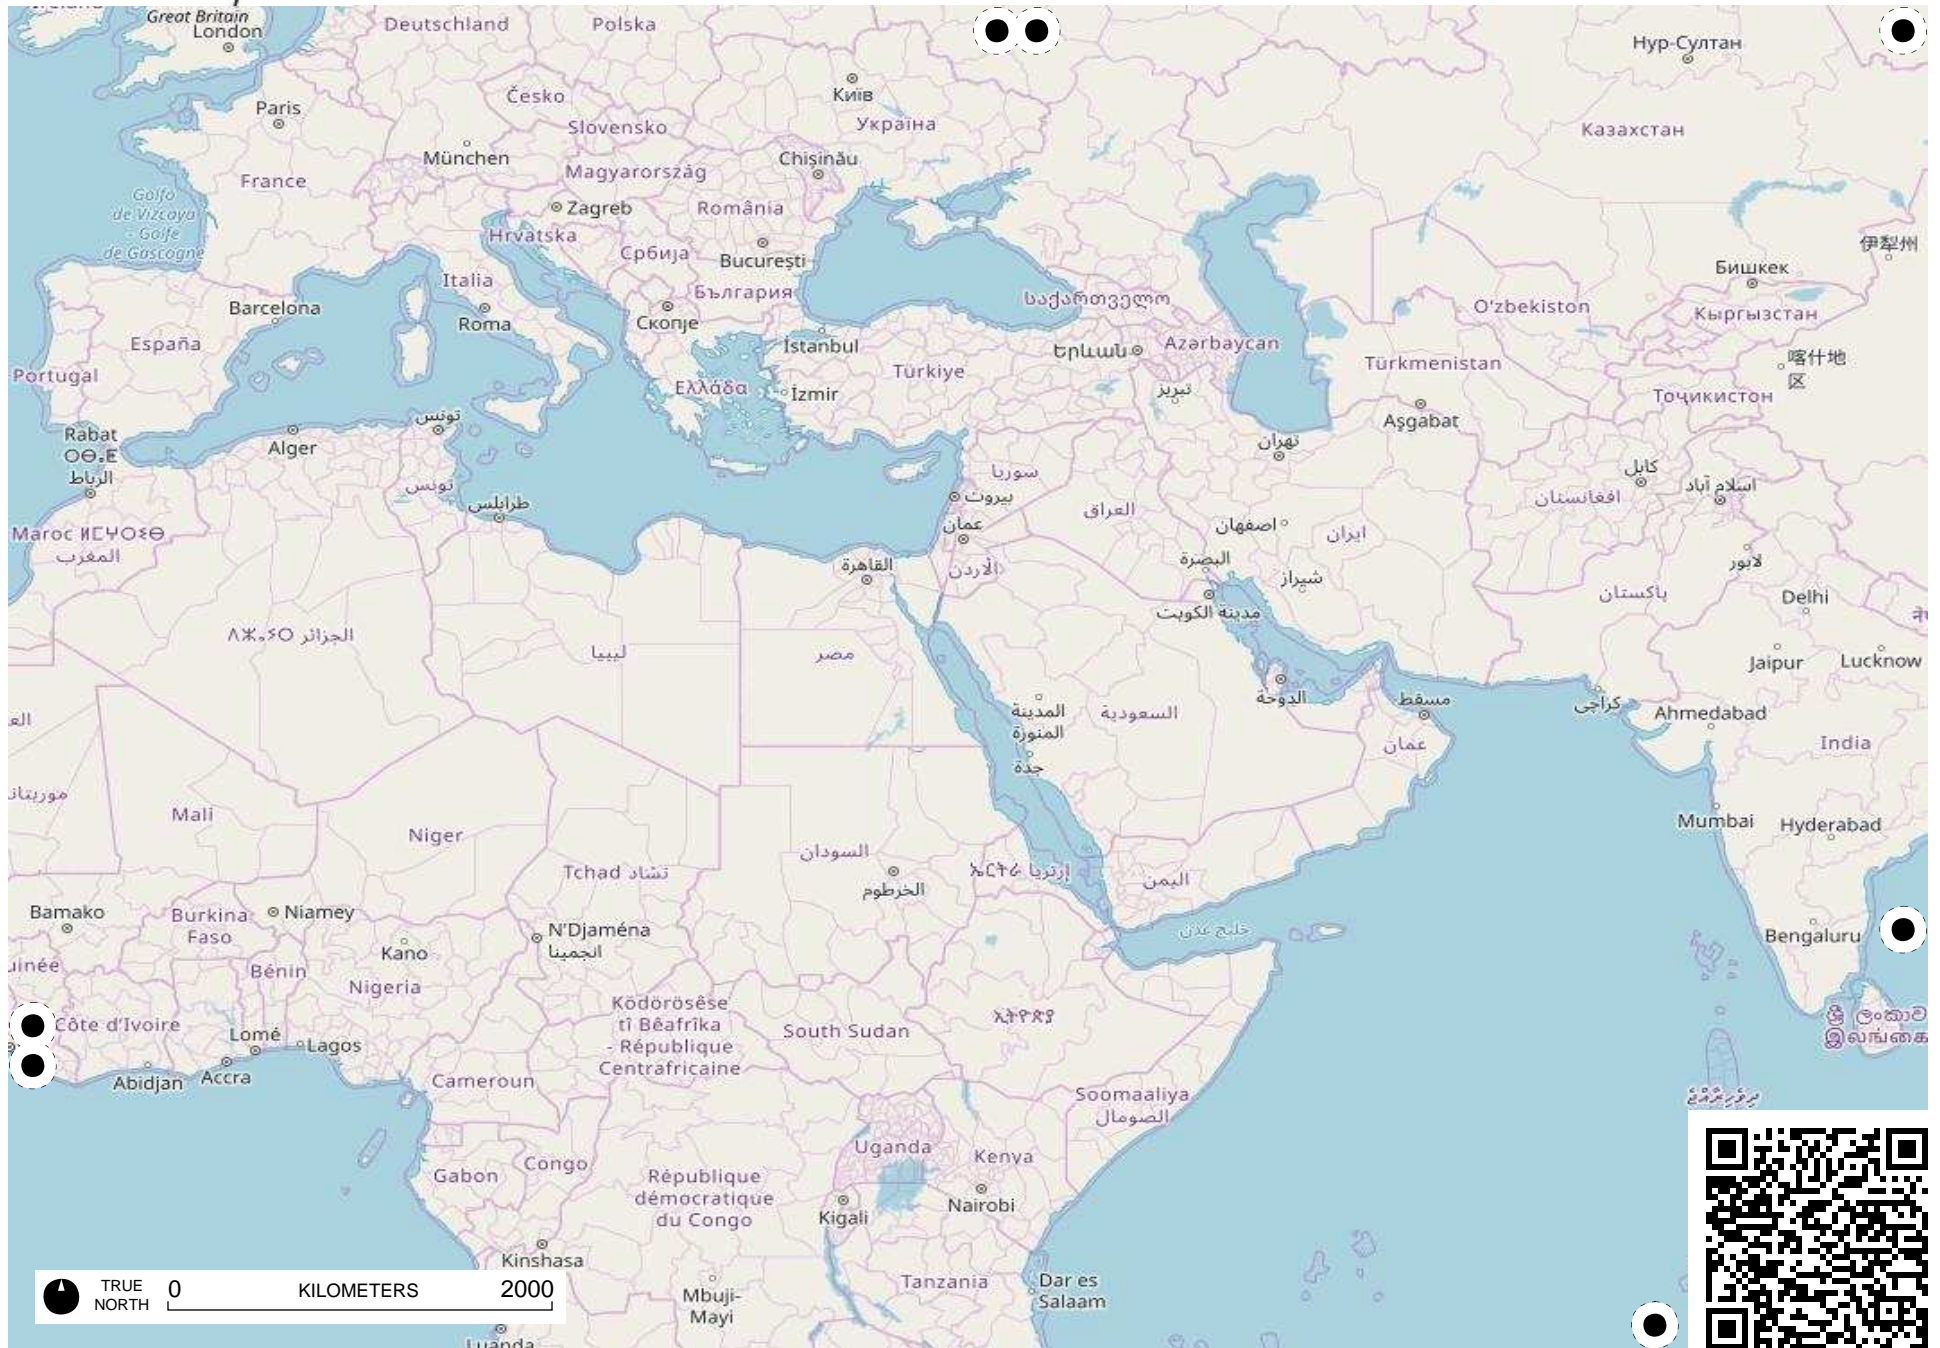 Great Britain
London
Deutschland
Polska
Нур-Султан
Paris
Česko
Київ
Україна
Slovensko
Казахстан
München
Chișinău
France
Magyarország
Golfo
de Vizcaya
- Golfe
de Gascogne
Zagreb
România
Hrvatska
Србија
București
伊犁州
Бишкек
Italia
България
Barcelona
Roma
Скопје
საქართველო
O'zbekiston
Кыргызстан
España
İstanbul
Երևան
Azərbaycan
Türkmenistan
喀什地
区
Portugal
Ελλάδα
İzmir
Türkiye
تبریز
Тоҷикистон
تونس
Aşgabat
Rabat
ⵔⴱⴰⵟ
الرباط
Alger
تهران
سوريا
كابل
اسلام آباد
تونس
بيروت
افغانستان
طرابلس
العراق
عمان
اصفهان
ايران
Maroc ⵍⵎⵖⵔⵉⴱ
المغرب
القاهرة
الأردن
البصرة
شیراز
لاہور
مدينة الكويت
پاکستان
Delhi
ⴷⵣⴰⵢⵔ الجزائر
ليبيا
مصر
Jaipur
Lucknow
المدينة
المنورة
السعودية
الدوحة
مسقط
کراچی
Ahmedabad
عمان
India
جدة
Mali
Niger
Mumbai
Hyderabad
Tchad تشاد
السودان
الخرطوم
ኤርትራ إرتريا
اليمن
Bamako
Burkina
Faso
Niamey
N'Djaména
انجمينا
خليج عدن
Bengaluru
Kano
Bénin
Nigeria
Côte d'Ivoire
Ködörösêse
tî Bêafrîka
- République
Centrafricaine
South Sudan
ኢትዮጵያ
ශ්‍රී ලංකාව
இலங்கை
Lomé
Lagos
Abidjan
Accra
Cameroun
Soomaaliya
الصومال
ދިވެހިރާއްޖެ
Uganda
Kenya
Gabon
Congo
République
démocratique
du Congo
Kigali
Nairobi
Kinshasa
Tanzania
Mbuji-
Mayi
Dar es
Salaam
TRUE
NORTH
0 KILOMETERS 2000
Luanda